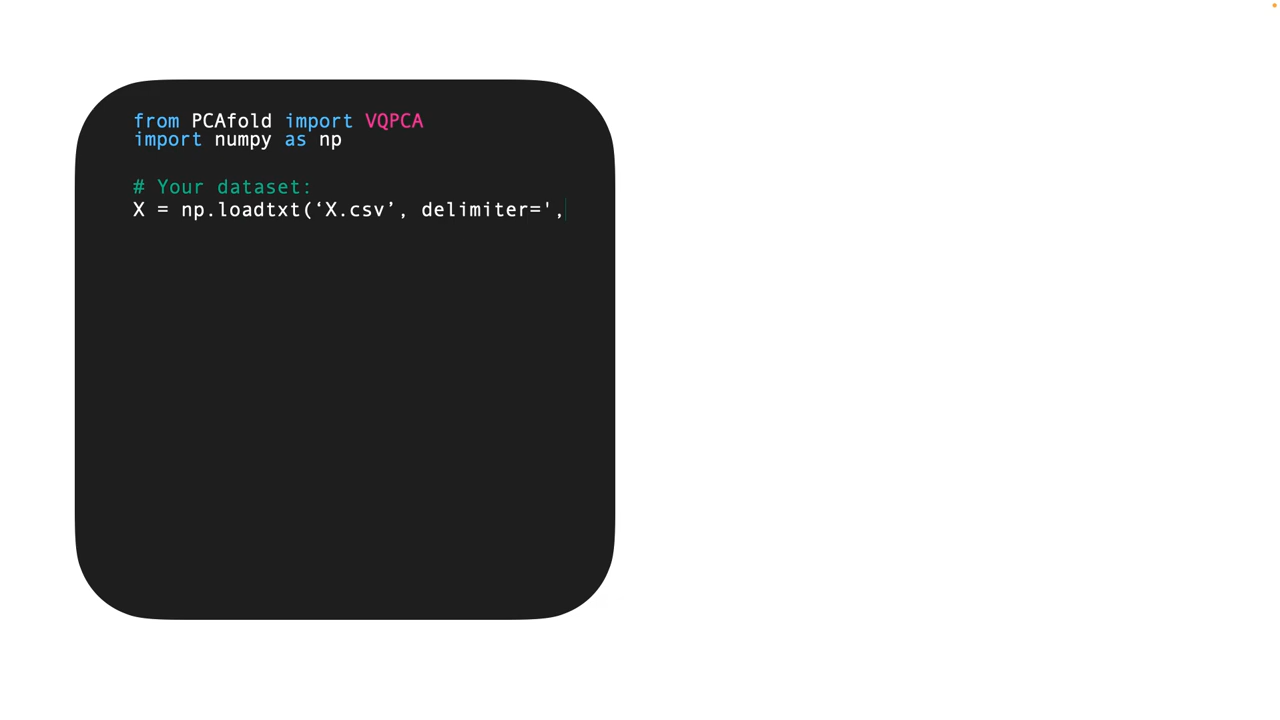 from PCAfold import VQPCA
import numpy as np
# Your dataset:
X = np.loadtxt(‘X.csv’, delimiter=',